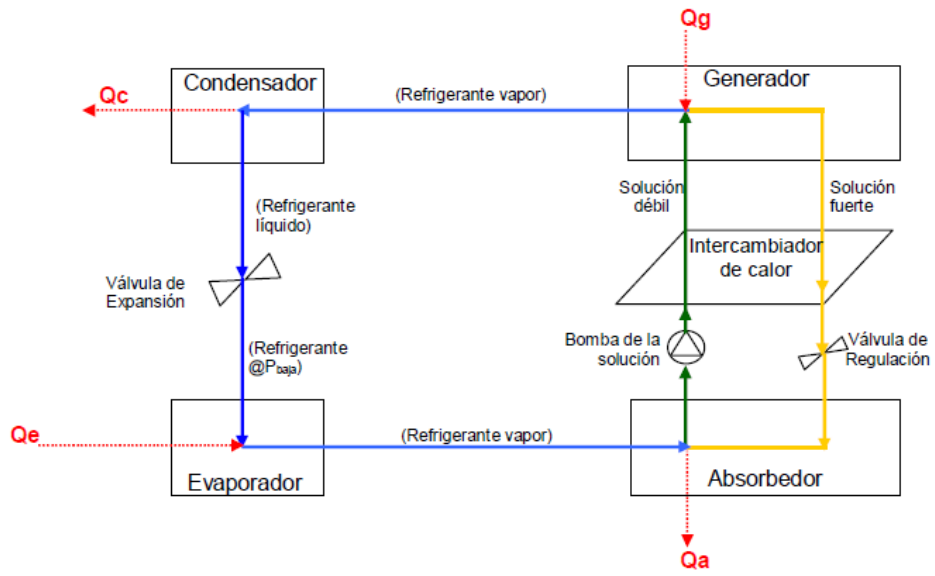 Qg
Condensador
Generador
Qc
(Refrigerante vapor)
Solución
débil
Solución
fuerte
(Refrigerante
líquido)
Intercambiador
de calor
Válvula de
Expansión
Bomba de la
solución
Válvula de
Regulación
(Refrigerante
@Pbaja)
Qe
(Refrigerante vapor)
Evaporador
Absorbedor
Qa